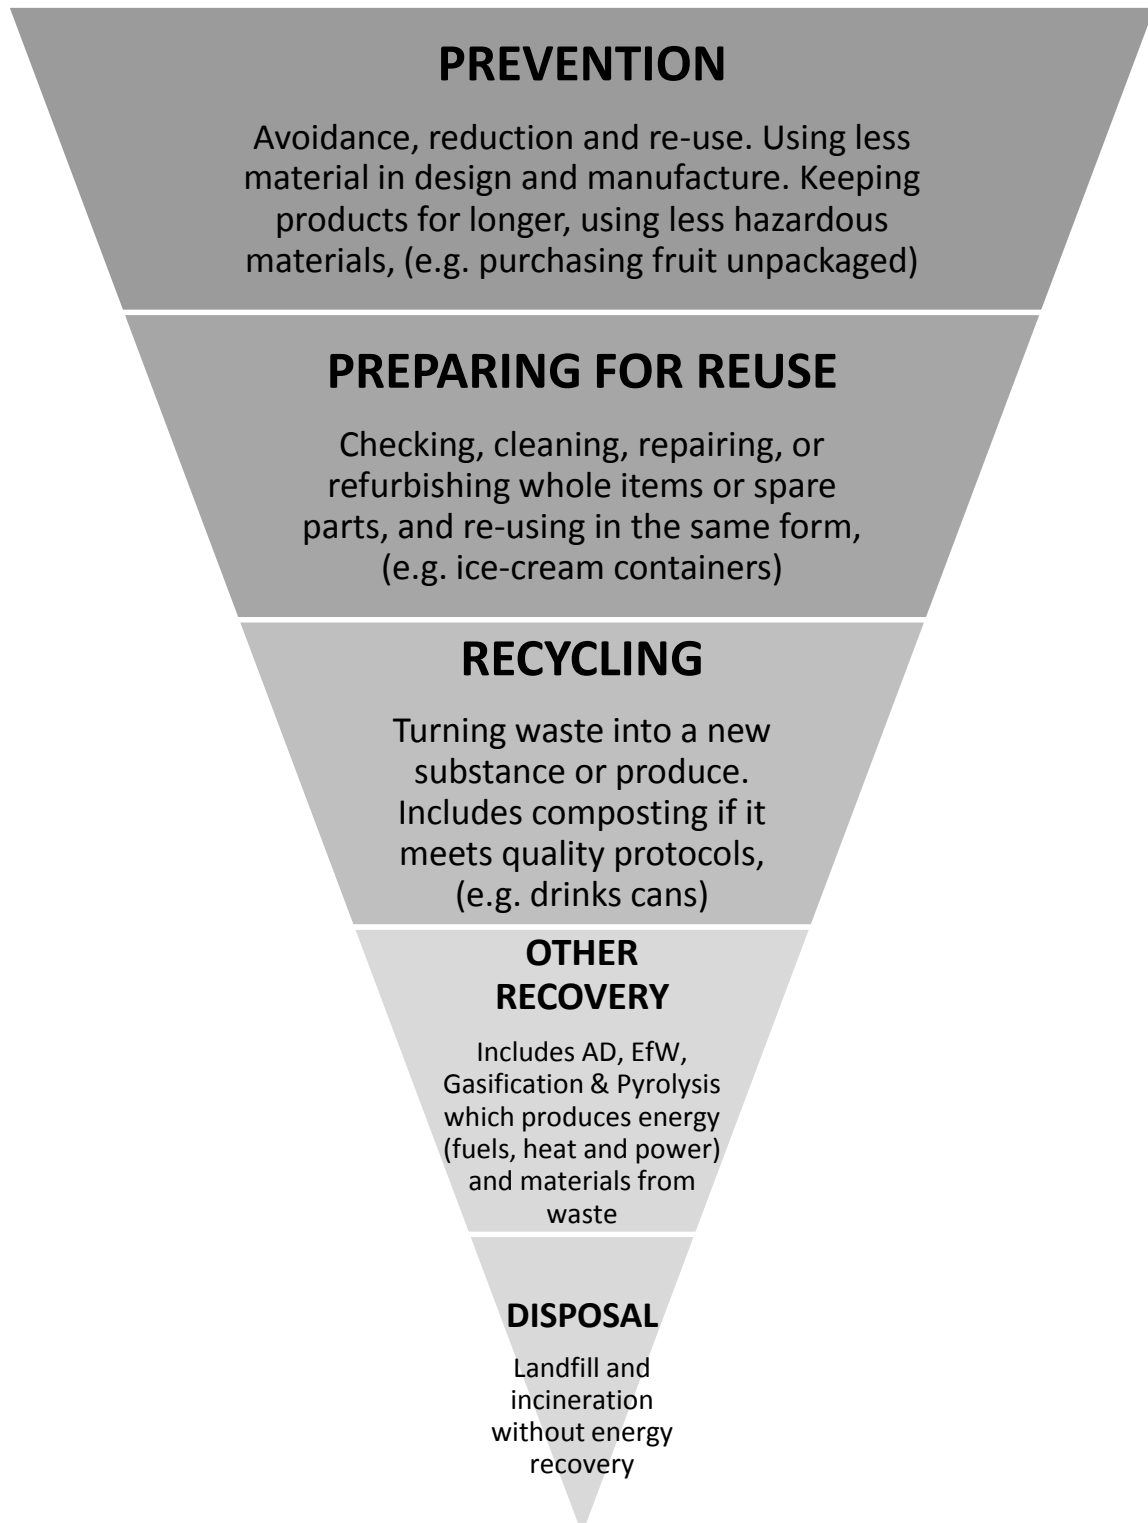 PREVENTION
Avoidance, reduction and re-use. Using less
material in design and manufacture. Keeping
products for longer, using less hazardous
materials, (e.g. purchasing fruit unpackaged)
PREPARING FOR REUSE
Checking, cleaning, repairing, or
refurbishing whole items or spare
parts, and re-using in the same form,
(e.g. ice-cream containers)
RECYCLING
Turning waste into a new
substance or produce.
Includes composting if it
meets quality protocols,
(e.g. drinks cans)
OTHER
RECOVERY
Includes AD, EfW,
Gasification & Pyrolysis
which produces energy
(fuels, heat and power)
and materials from
waste
DISPOSAL
Landfill and
incineration
without energy
recovery